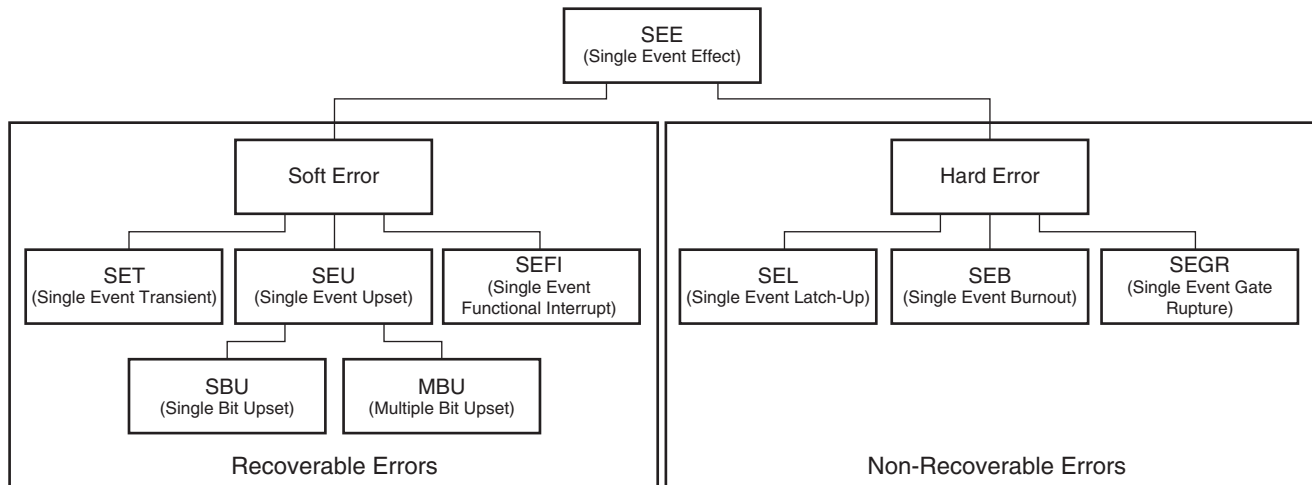 SEE
(Single Event Effect)
Soft Error
Hard Error
SET
(Single Event Transient)
SEU
(Single Event Upset)
SEFI
(Single Event
Functional Interrupt)
SEL
(Single Event Latch-Up)
SEB
(Single Event Burnout)
SEGR
(Single Event Gate
Rupture)
SBU
(Single Bit Upset)
MBU
(Multiple Bit Upset)
Recoverable Errors
Non-Recoverable Errors